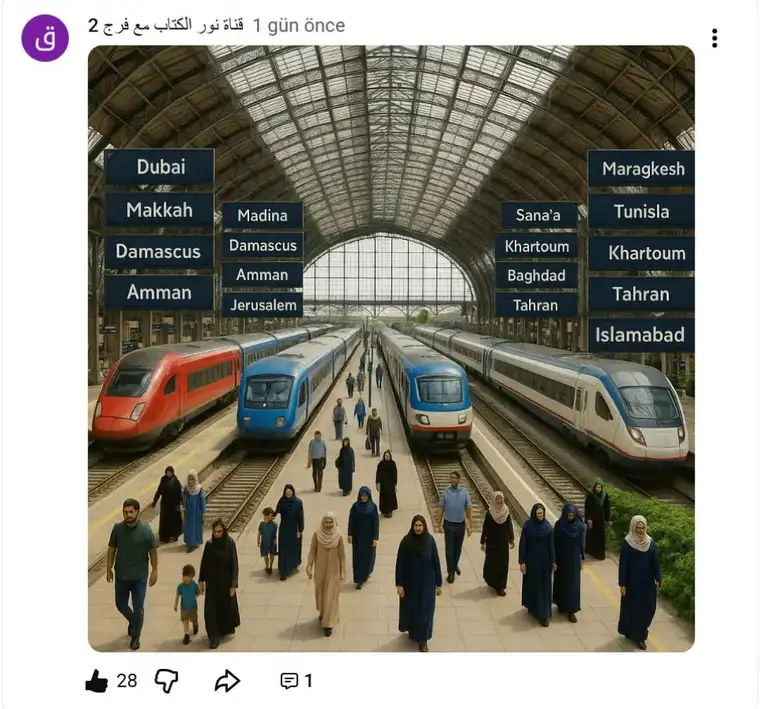 قناة نور الكتاب مع فرج 2 1 gün önce
ق
Dubai
Makkah
Damascus
Amman
Madina
Damascus
Amman
Jerusalem
Sana'a
Khartoum
Baghdad
Tahran
Maragkesh
Tunisla
Khartoum
Tahran
Islamabad
28
1